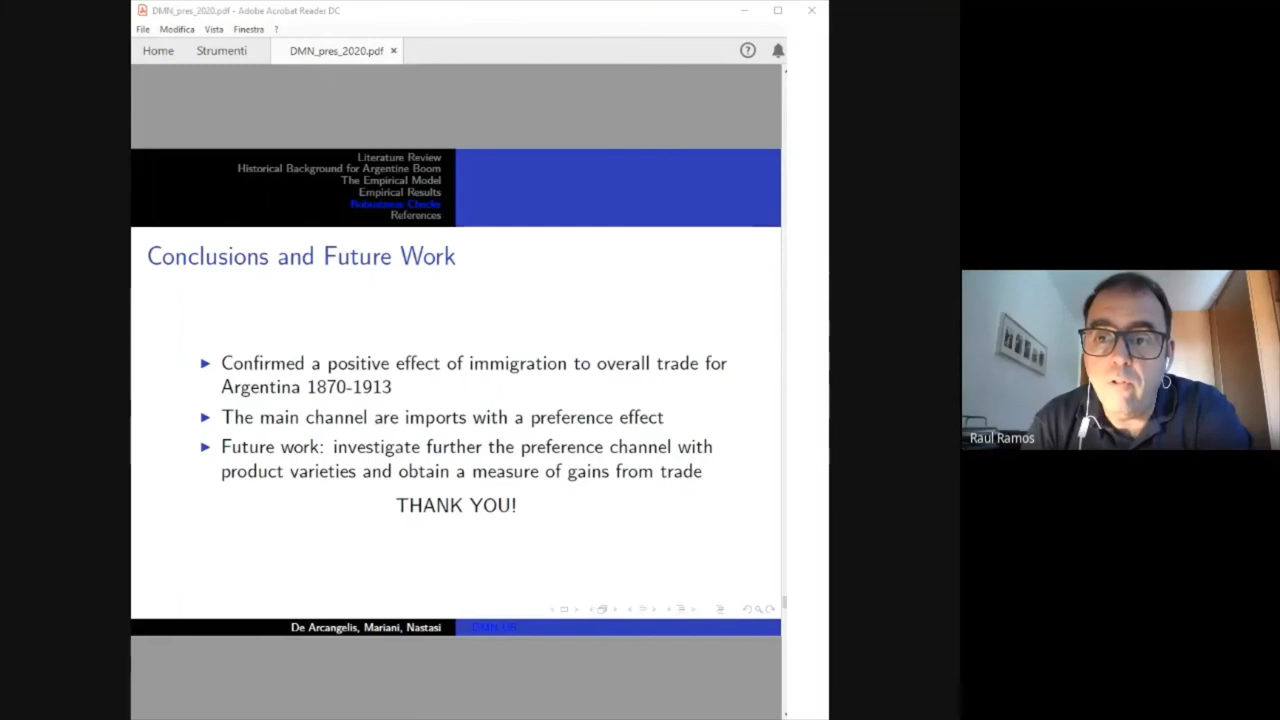 DMN_pres_2020.pdf - Adobe Acrobat Reader DC
File Modifica Vista Finestra ?
Home Strumenti DMN_pres_2020.pdf ×
Literature Review
Historical Background for Argentine Boom
The Empirical Model
Empirical Results
Robustness Checks
References
Conclusions and Future Work
Confirmed a positive effect of immigration to overall trade for
Argentina 1870-1913
The main channel are imports with a preference effect
Future work: investigate further the preference channel with
product varieties and obtain a measure of gains from trade
THANK YOU!
De Arcangelis, Mariani, Nastasi
Raul Ramos